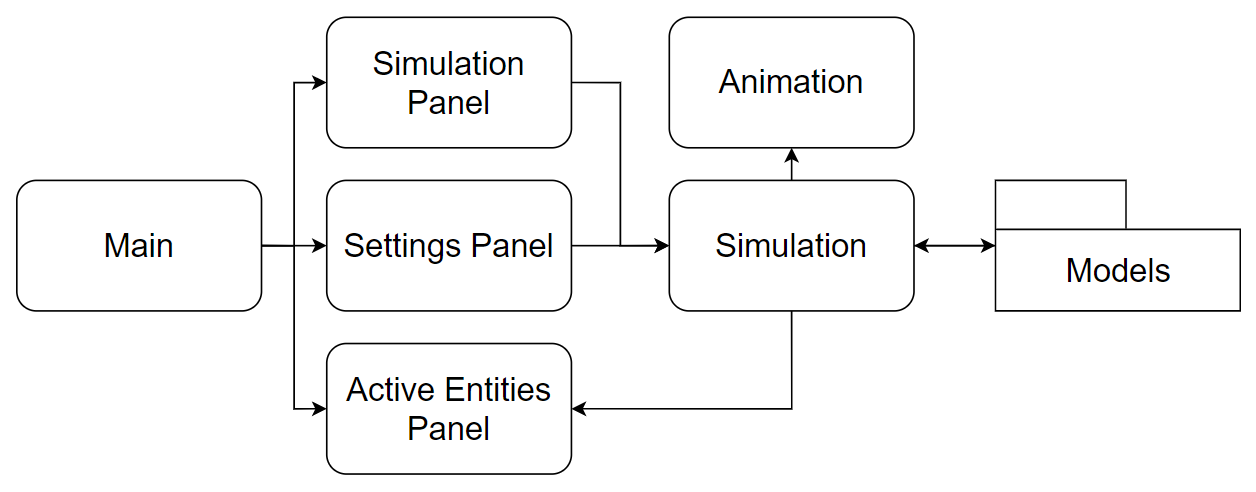 Simulation
Panel
Animation
Main
Settings Panel
Simulation
Models
Active Entities
Panel